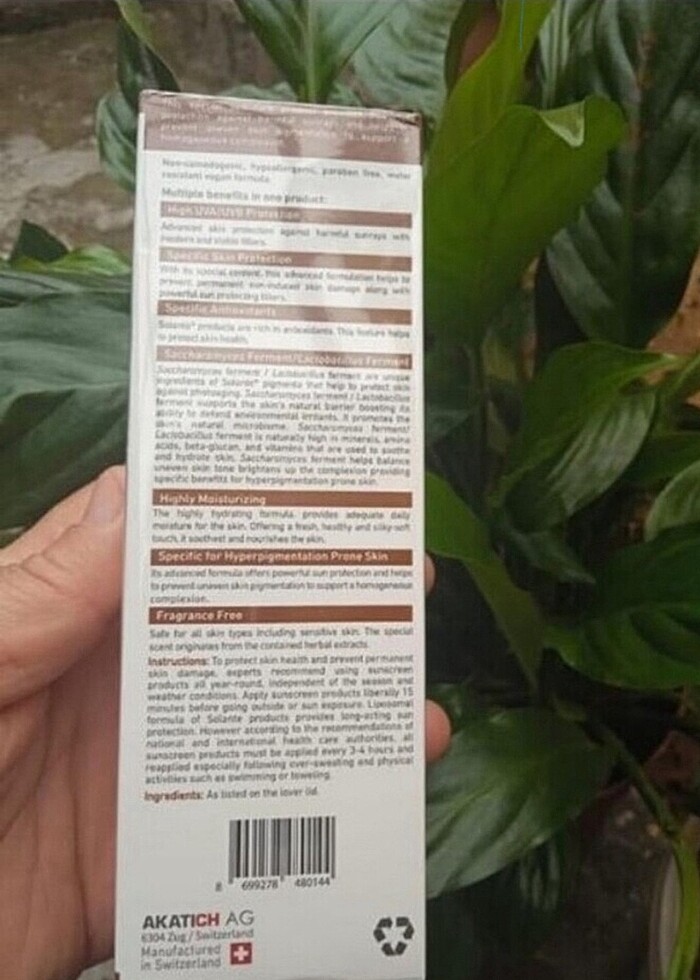 protection against
prevent uneven skin pigmentation to support a
homogeneous complexion.
Non-comedogenic, hypoallergenic, paraben free, water
resistant vegan formula.
Multiple benefits in one product:
High UVA/UVB Protection
Advanced skin protection against harmful sunrays with
modern and stable filters.
Specific Skin Protection
With its special content, this advanced formulation helps to
prevent permanent sun-induced skin damage along with
powerful sun protecting filters.
Specific Antioxidants
Solante® products are rich in antioxidants. This feature helps
to protect skin health.
Saccharomyces Ferment/Lactobacillus Ferment
Saccharomyces ferment / Lactobacillus ferment are unique
ingredients of Solante® pigmenta that help to protect skin
against photoaging. Saccharomyces ferment / Lactobacillus
ferment supports the skin's natural barrier boosting its
ability to defend environmental irritants. It promotes the
skin's natural microbiome. Saccharomyces ferment/
Lactobacillus ferment is naturally high in minerals, amino
acids, beta-glucan, and vitamins that are used to soothe
and hydrate skin. Saccharomyces ferment helps balance
uneven skin tone brightens up the complexion providing
specific benefits for hyperpigmentation prone skin.
Highly Moisturizing
The highly hydrating formula, provides adequate daily
moisture for the skin. Offering a fresh, healthy and silky-soft
touch, it soothest and nourishes the skin.
Specific for Hyperpigmentation Prone Skin
Its advanced formula offers powerful sun protection and helps
to prevent uneven skin pigmentation to support a homogeneous
complexion.
Fragrance Free
Safe for all skin types including sensitive skin. The special
scent originates from the contained herbal extracts.
Instructions: To protect skin health and prevent permanent
skin damage, experts recommend using sunscreen
products all year-round, independent of the season and
weather conditions. Apply sunscreen products liberally 15
minutes before going outside or sun exposure. Liposomal
formula of Solante products provides long-acting sun
protection. However according to the recommendations of
national and international health care authorities, all
sunscreen products must be applied every 3-4 hours and
reapplied especially following over-sweating and physical
activities such as swimming or toweling.
Ingredients: As listed on the lover lid.
8 699278 480144
AKATICH AG
6304 Zug / Switzerland
Manufactured
in Switzerland